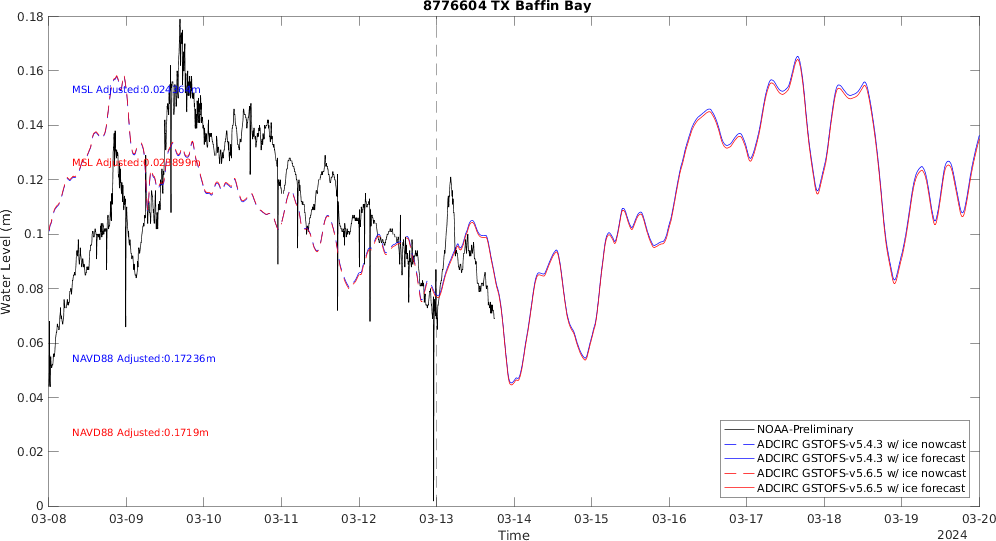 8776604 TX Baffin Bay
0.18
0.16
0.14
0.12
0.1
0.08
0.06
0.04
0.02
0
Water Level (m)
MSL Adjusted:
MSL Adjusted:
NAVD88 Adjusted:0.17236m
NAVD88 Adjusted:0.1719m
NOAA-Preliminary
ADCIRC GSTOFS-v5.4.3 w/ ice nowcast
ADCIRC GSTOFS-v5.4.3 w/ ice forecast
ADCIRC GSTOFS-v5.6.5 w/ ice nowcast
ADCIRC GSTOFS-v5.6.5 w/ ice forecast
03-08 03-09 03-10 03-11 03-12 03-13 03-14 03-15 03-16 03-17 03-18 03-19 03-20
Time
2024